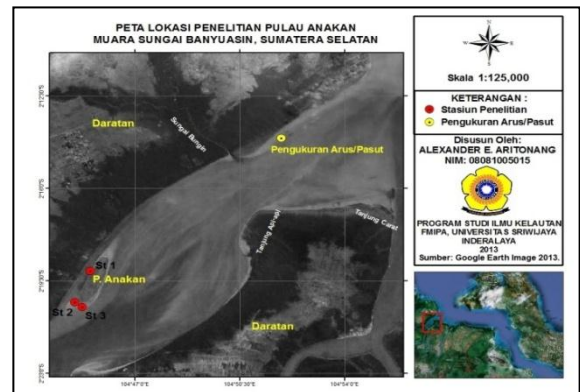 PETA LOKASI PENELITIAN PULAU ANAKAN
MUARA SUNGAI BANYUASIN, SUMATERA SELATAN
Daratan
Sungai Bungin
Pengukuran Arus/Pasut
Tanjung Api-api
Tanjung Carat
St 1
P. Anakan
St 2
St 3
Daratan
104°47'0"E
104°50'30"E
104°54'0"E
Skala 1:125,000
KETERANGAN :
Stasiun Penelitian
Pengukuran Arus/Pasut
Disusun Oleh:
ALEXANDER E. ARITONANG
NIM: 08081005015
PROGRAM STUDI ILMU KELAUTAN
FMIPA, UNIVERSITAS SRIWIJAYA
INDERALAYA
2013
Sumber: Google Earth Image 2013.